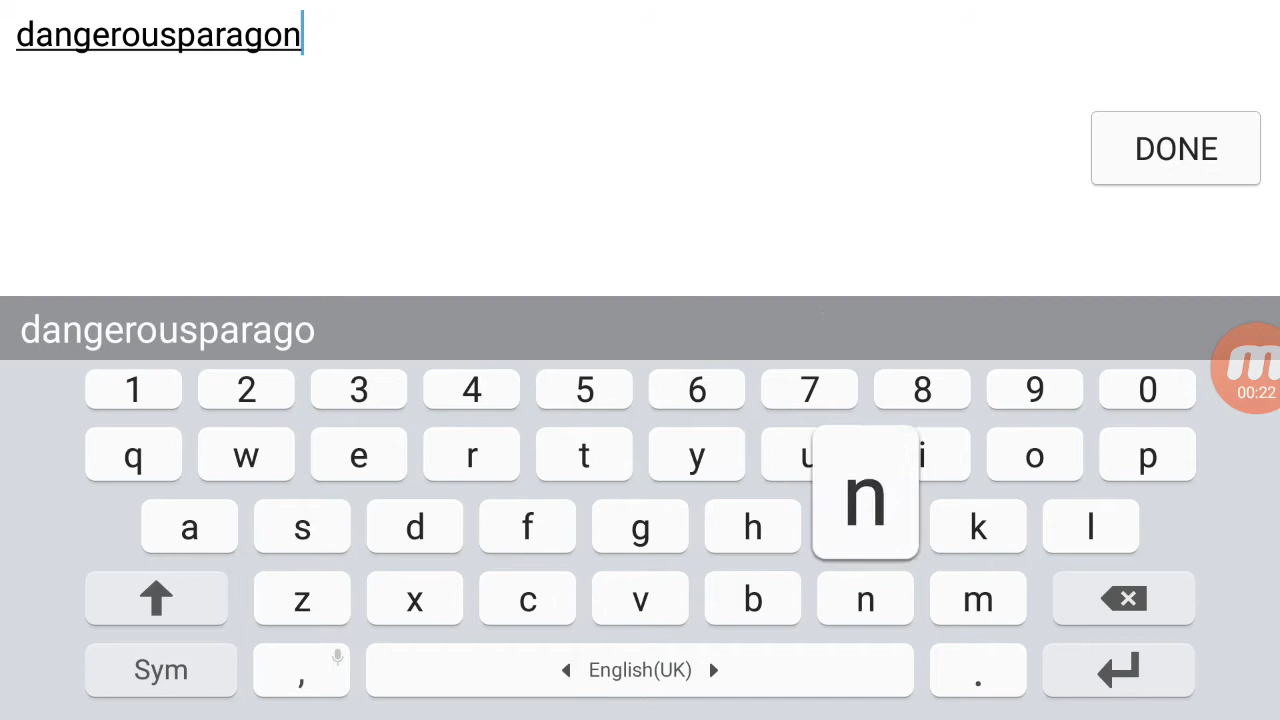 dangerousparagon
DONE
dangerousparago
00:22
1 2 3 4 5 6 7 8 9 0
q w e r t y u i o p
n
a s d f g h k l
z x c v b n m
Sym , English(UK) .